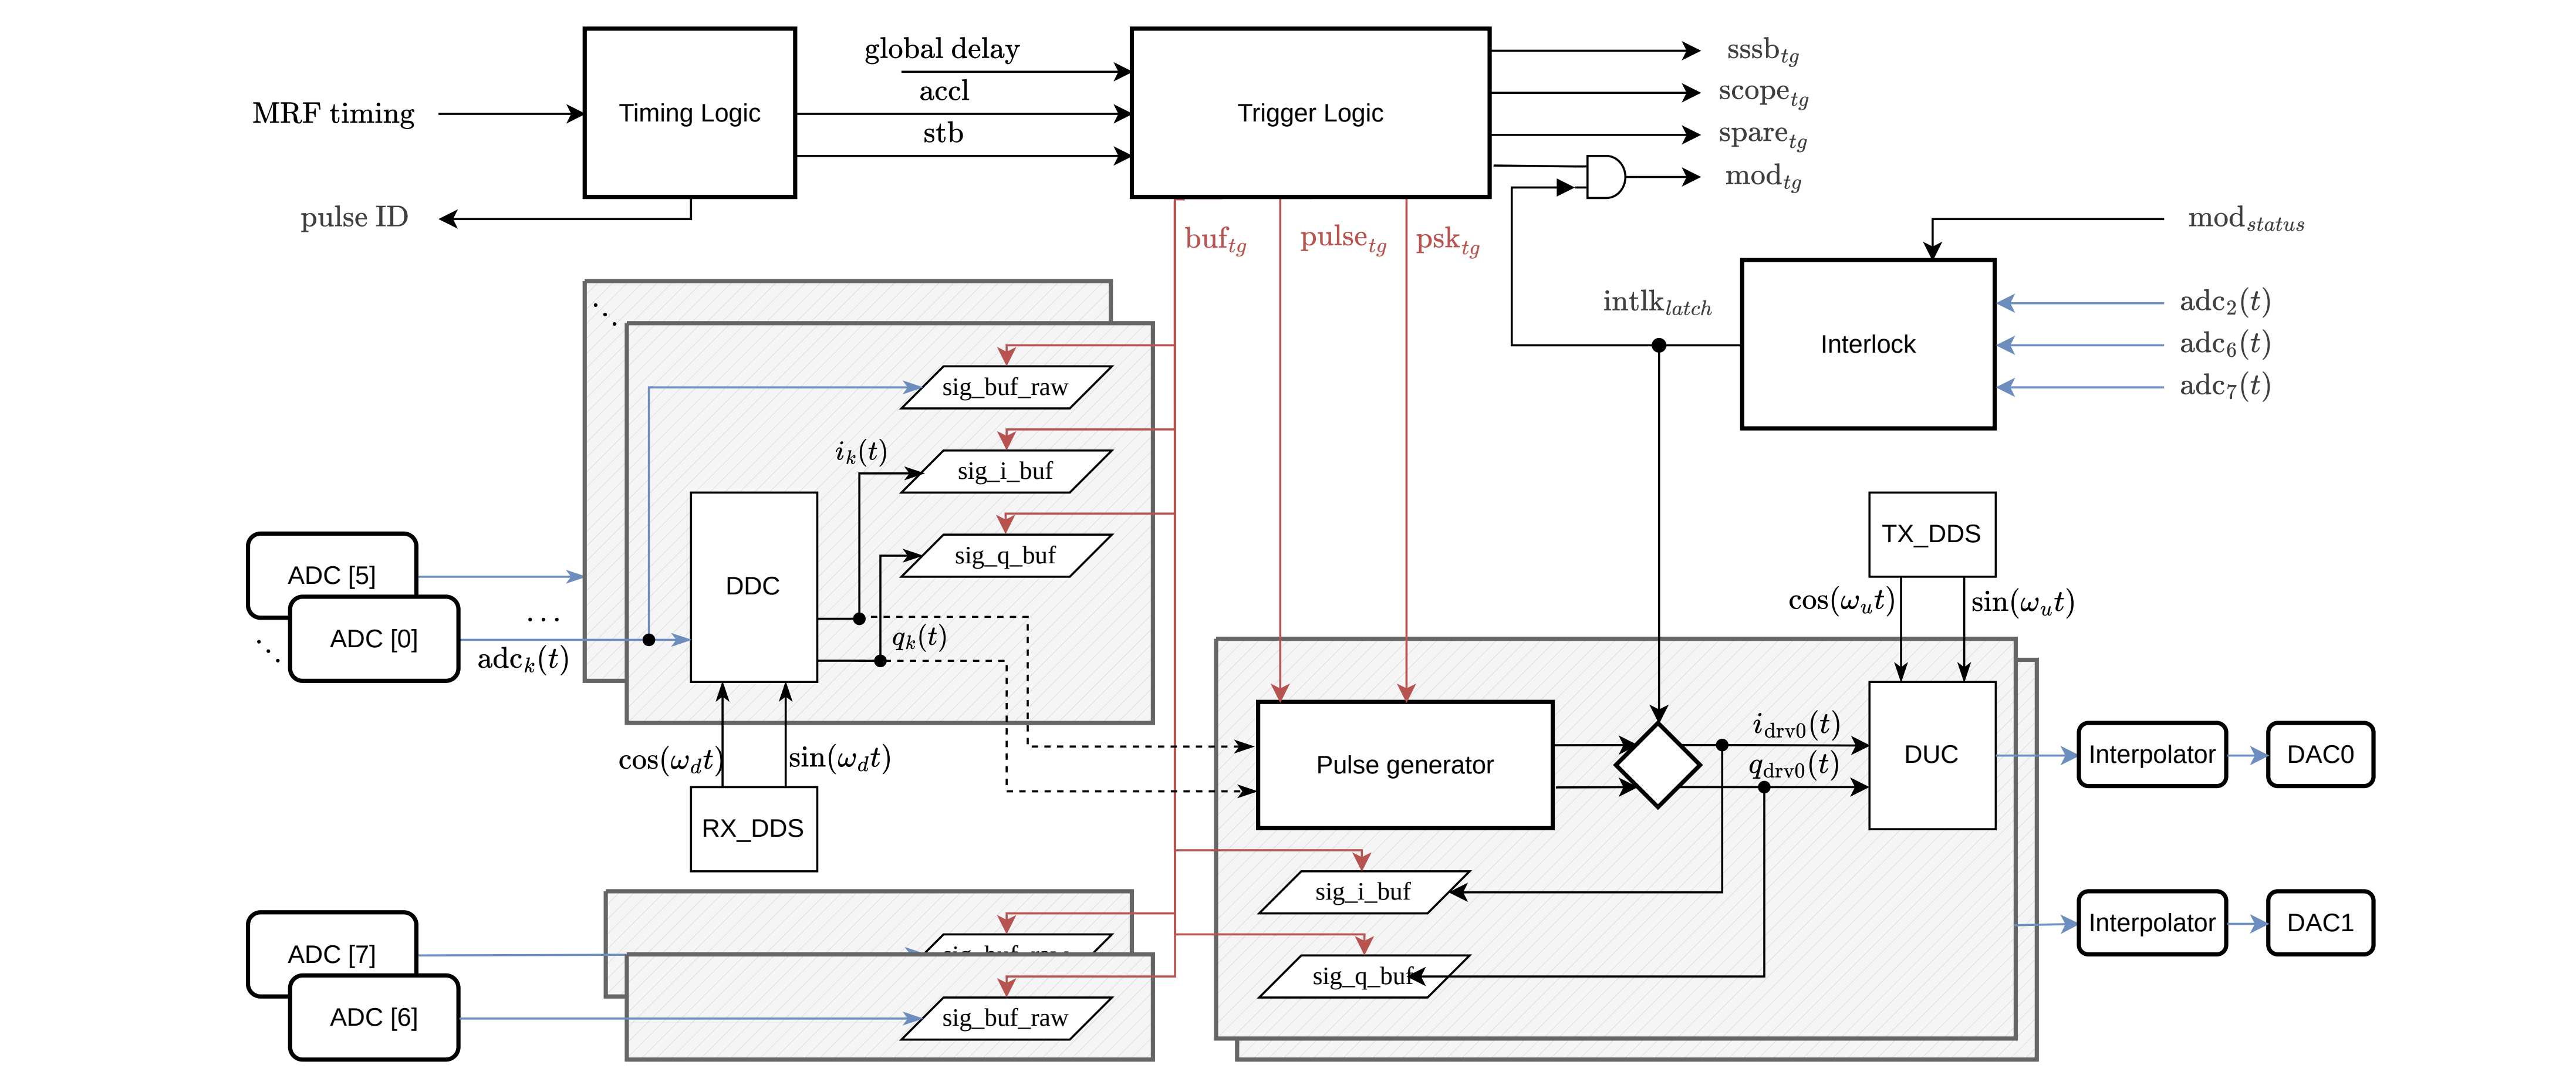 global delay
accl
stb
MRF timing
Timing Logic
Trigger Logic
sssb_tg
scope_tg
spare_tg
mod_tg
pulse ID
buf_tg
pulse_tg
psk_tg
mod_status
intlk_latch
Interlock
adc_2(t)
adc_6(t)
adc_7(t)
sig_buf_raw
i_k(t)
sig_i_buf
sig_q_buf
DDC
q_k(t)
ADC [5]
ADC [0]
...
adc_k(t)
cos(ω_d t)
sin(ω_d t)
RX_DDS
TX_DDS
cos(ω_u t)
sin(ω_u t)
Pulse generator
i_drv0(t)
q_drv0(t)
DUC
Interpolator
DAC0
sig_i_buf
sig_q_buf
Interpolator
DAC1
ADC [7]
ADC [6]
sig_buf_raw